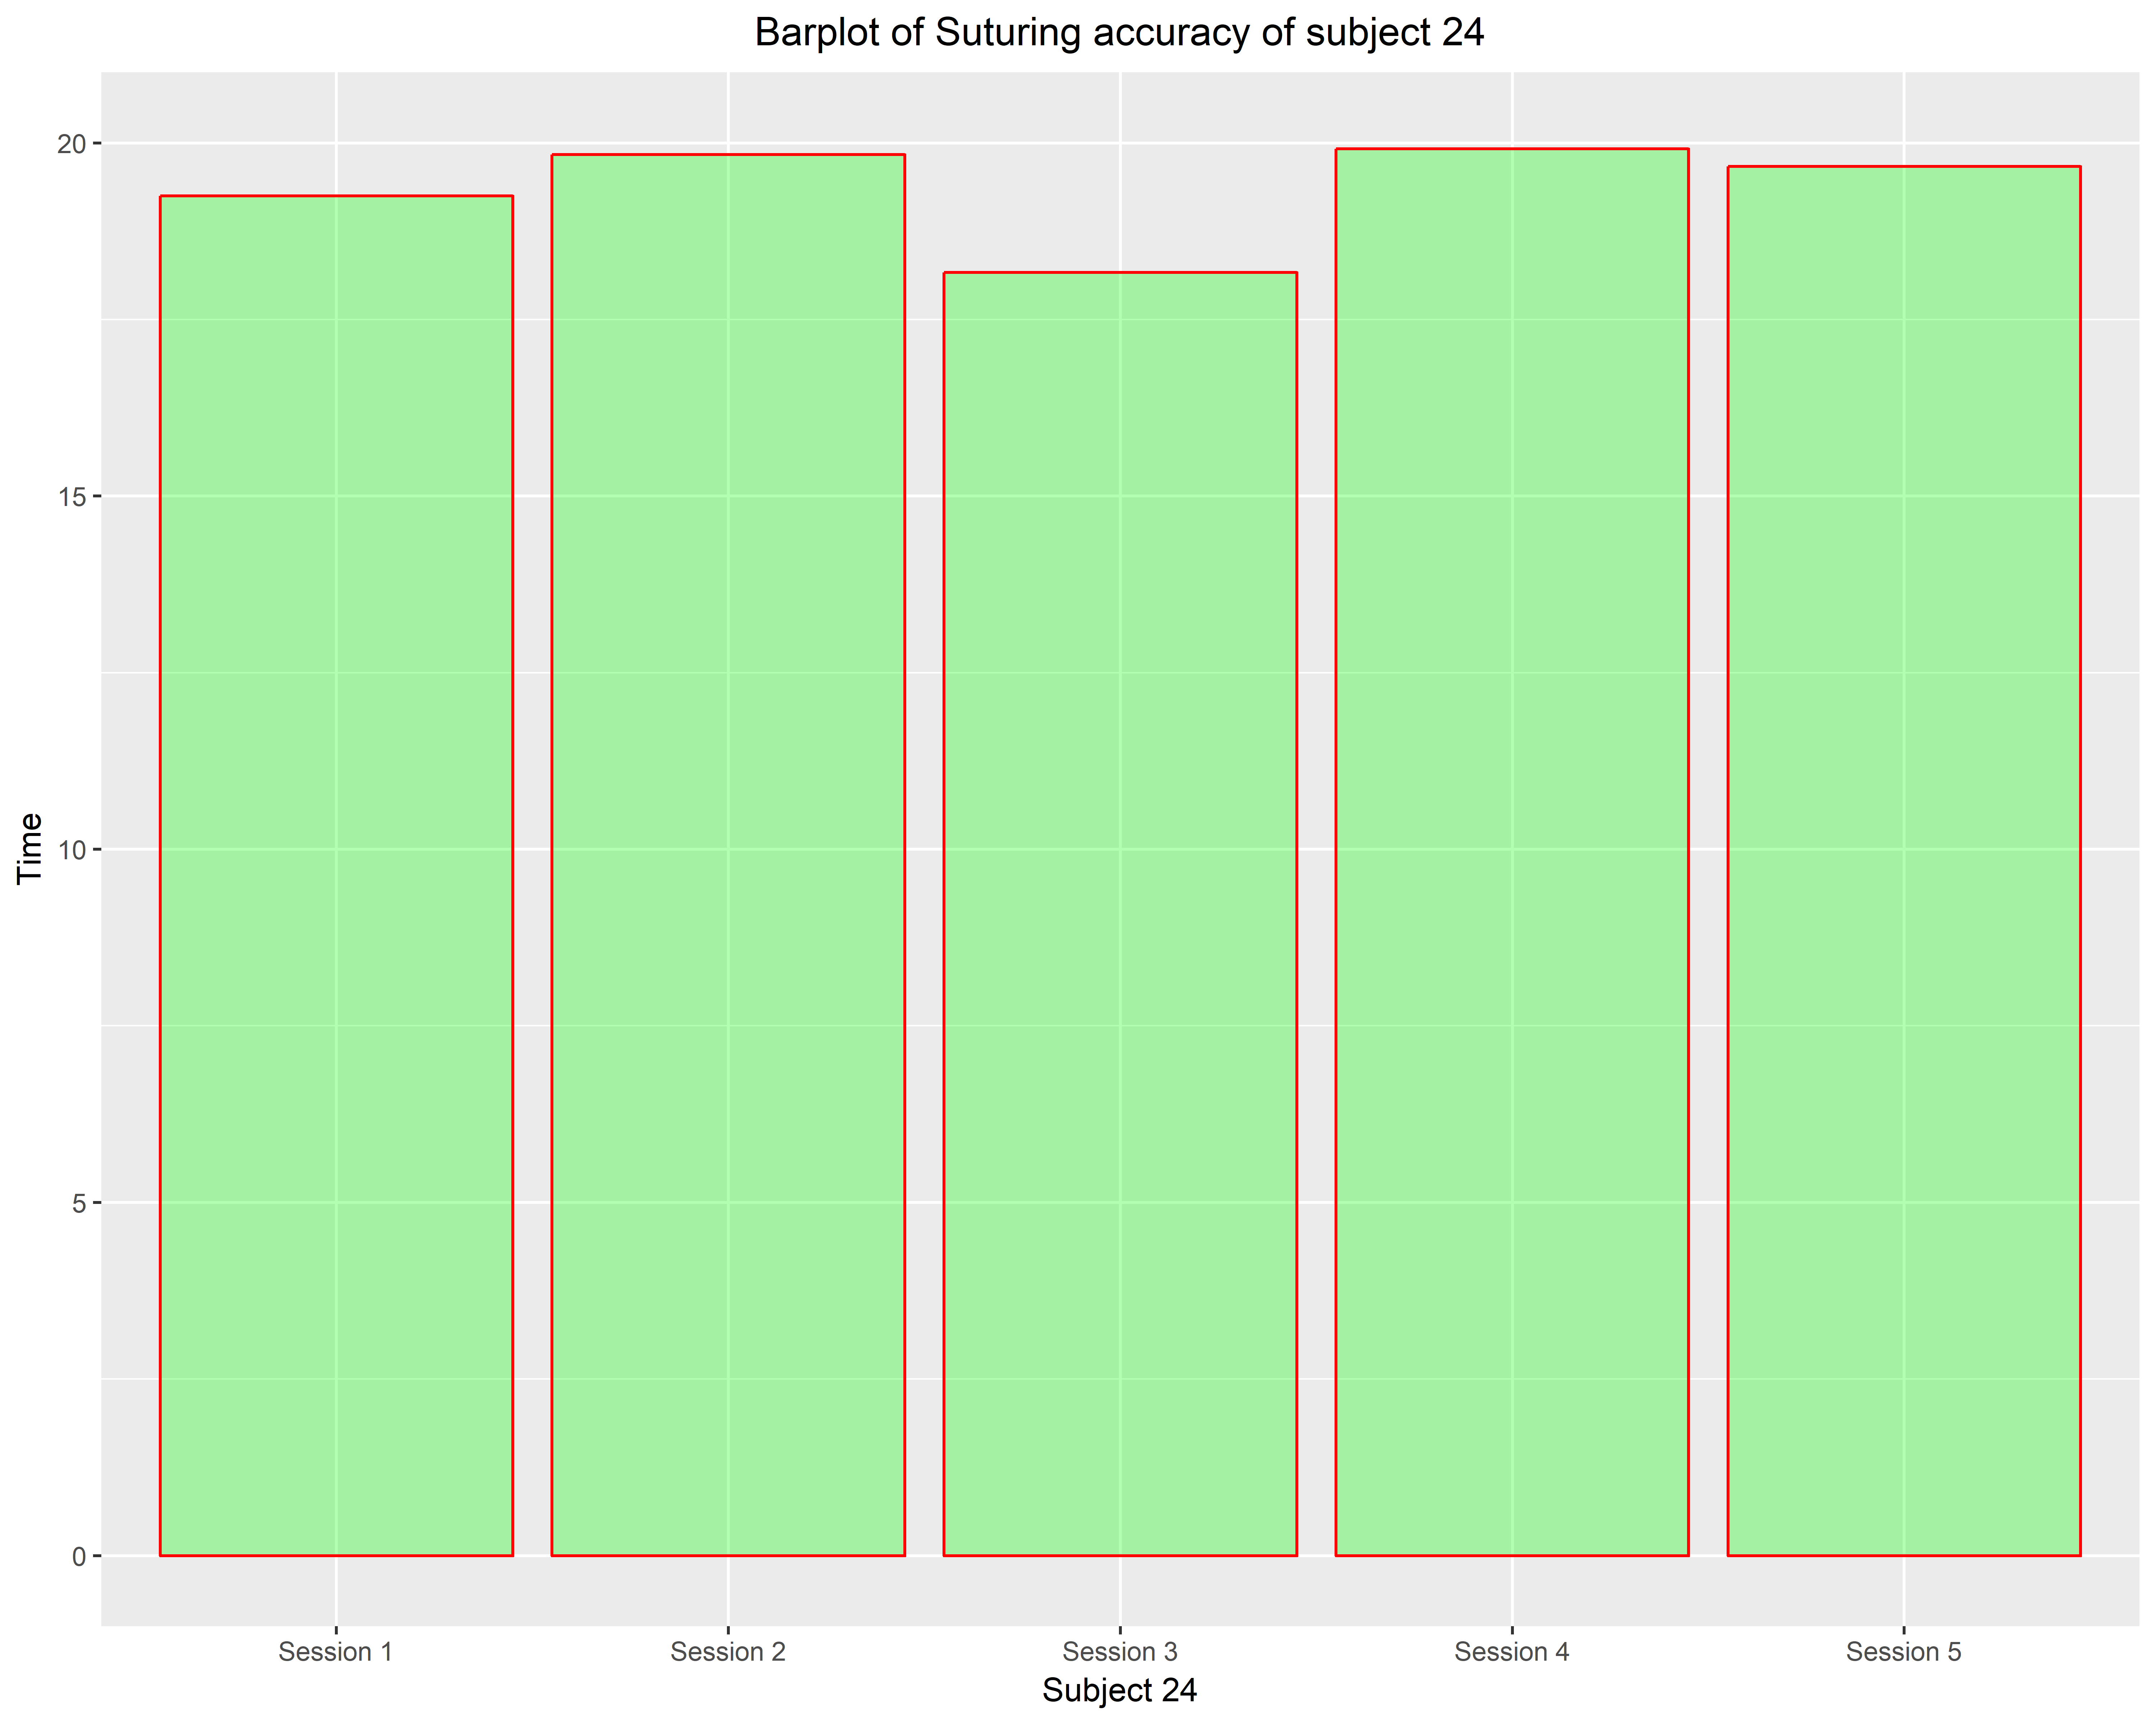 Barplot of Suturing accuracy of subject 24
20
15
10
5
0
Time
Session 1 Session 2 Session 3 Session 4 Session 5
Subject 24